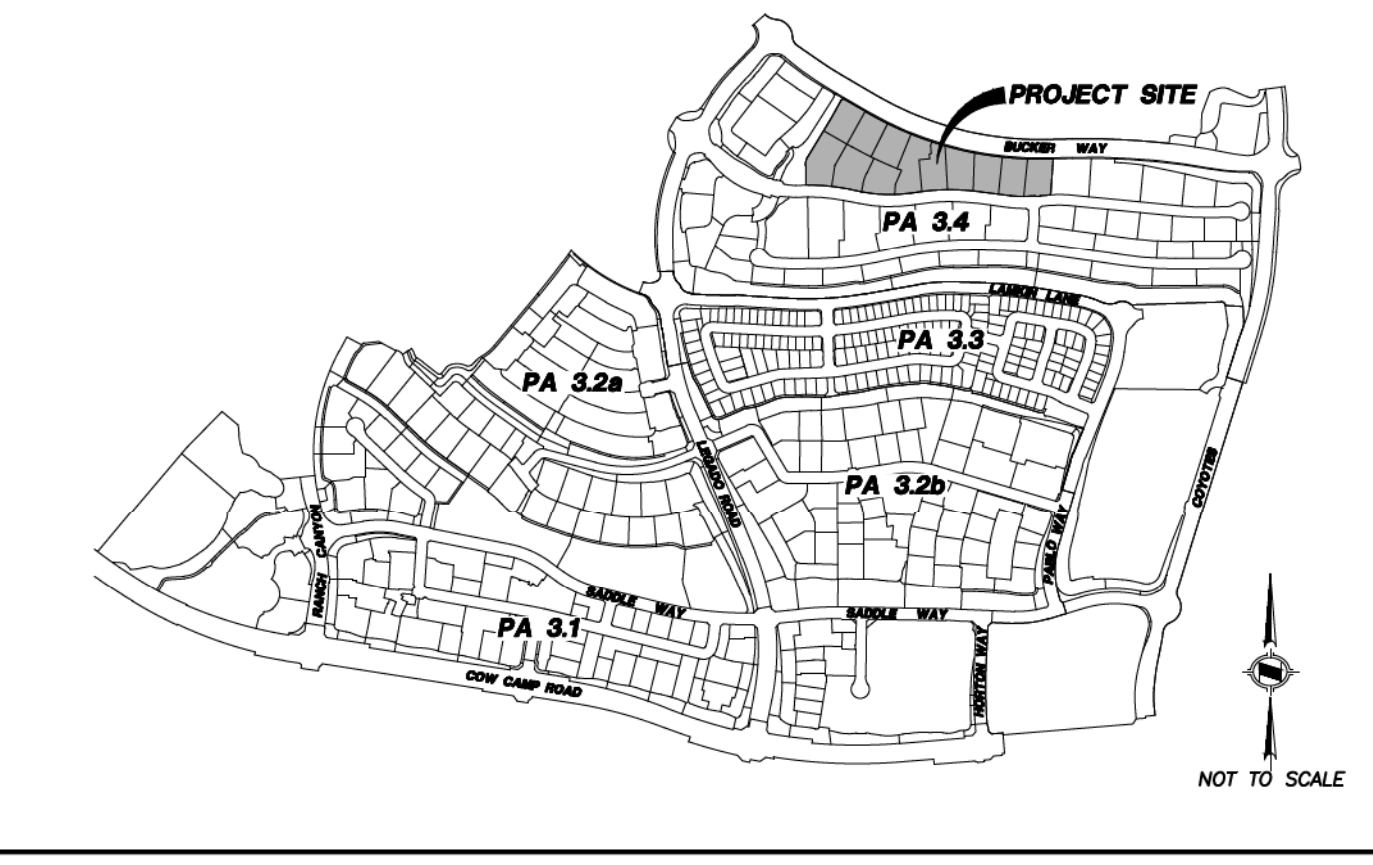 PROJECT SITE
BUCKER WAY
PA 3.4
LAMKIN LANE
PA 3.3
PA 3.2a
LEGADO ROAD
COYOTES
PA 3.2b
RANCH CANYON
PABLO WAY
SADDLE WAY
SADDLE WAY
PA 3.1
HORTON WAY
COW CAMP ROAD
NOT TO SCALE